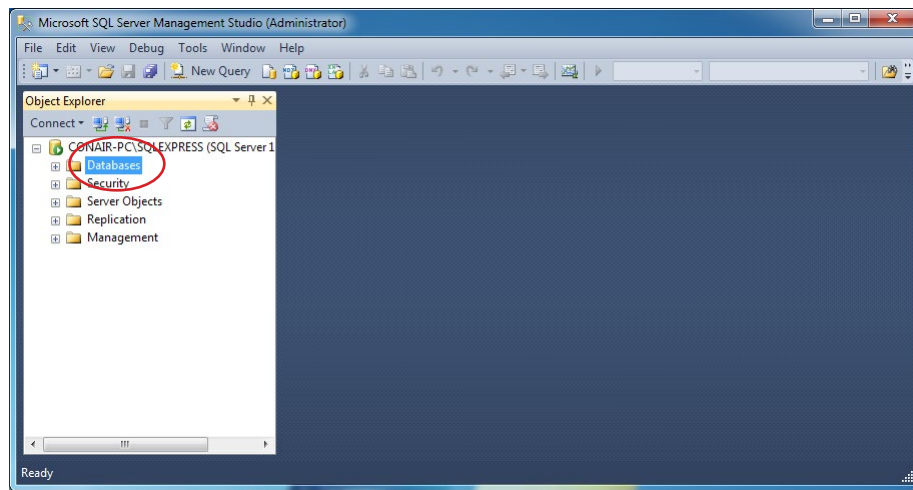 Microsoft SQL Server Management Studio (Administrator)
File Edit View Debug Tools Window Help
New Query
Object Explorer
Connect
CONAIR-PC\SQLEXPRESS (SQL Server 1
Databases
Security
Server Objects
Replication
Management
Ready